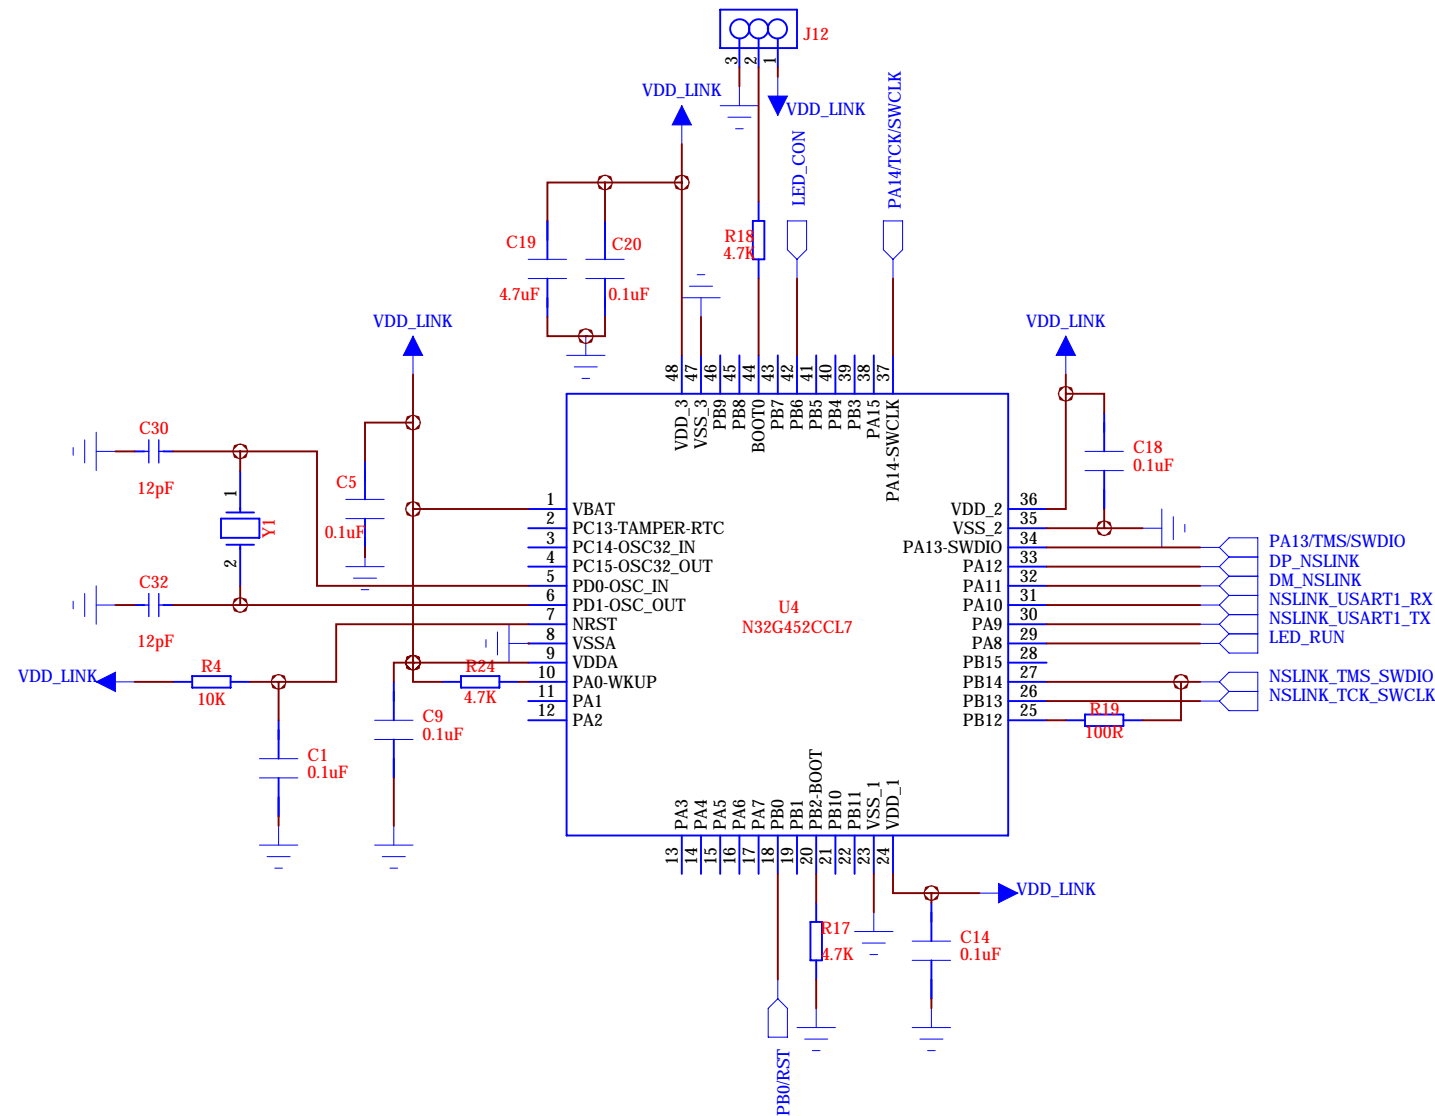 J12
3
2
1
VDD_LINK
VDD_LINK
LED_CON
PA14/TCK/SWCLK
R18
4.7K
C19
4.7uF
C20
0.1uF
VDD_LINK
VDD_LINK
48
47
46
45
44
43
42
41
40
39
38
37
VDD_3
VSS_3
PB9
PB8
BOOT0
PB7
PB6
PB5
PB4
PB3
PA15
PA14-SWCLK
C30
12pF
C5
0.1uF
C18
0.1uF
1
Y1
2
C32
12pF
1 VBAT
2 PC13-TAMPER-RTC
3 PC14-OSC32_IN
4 PC15-OSC32_OUT
5 PD0-OSC_IN
6 PD1-OSC_OUT
7 NRST
8 VSSA
9 VDDA
10 PA0-WKUP
11 PA1
12 PA2
U4
N32G452CCL7
VDD_2 36
VSS_2 35
PA13-SWDIO 34 PA13/TMS/SWDIO
PA12 33 DP_NSLINK
PA11 32 DM_NSLINK
PA10 31 NSLINK_USART1_RX
PA9 30 NSLINK_USART1_TX
PA8 29 LED_RUN
PB15 28
PB14 27 NSLINK_TMS_SWDIO
PB13 26 NSLINK_TCK_SWCLK
PB12 25
R19
100R
VDD_LINK
R4
10K
R24
4.7K
C9
0.1uF
C1
0.1uF
PA3
PA4
PA5
PA6
PA7
PB0
PB1
PB2-BOOT
PB10
PB11
VSS_1
VDD_1
13
14
15
16
17
18
19
20
21
22
23
24
VDD_LINK
R17
4.7K
C14
0.1uF
PB0/RST